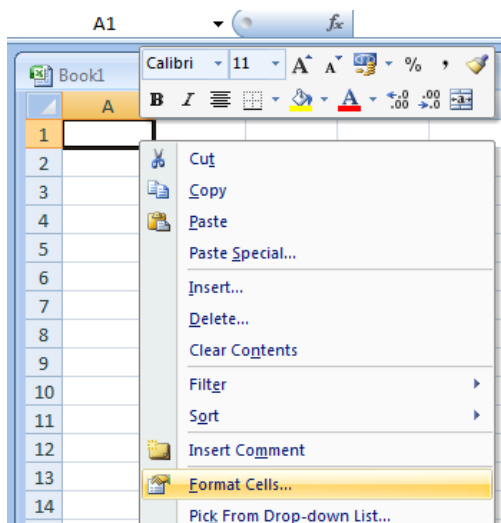 A1 fx
Calibri 11 A A % ,
Book1
B I A .00 .00 a
A
1
2 Cut
3 Copy
4 Paste
5 Paste Special...
6 Insert...
7 Delete...
8 Clear Contents
9
10 Filter
11 Sort
12 Insert Comment
13 Format Cells...
14 Pick From Drop-down List...